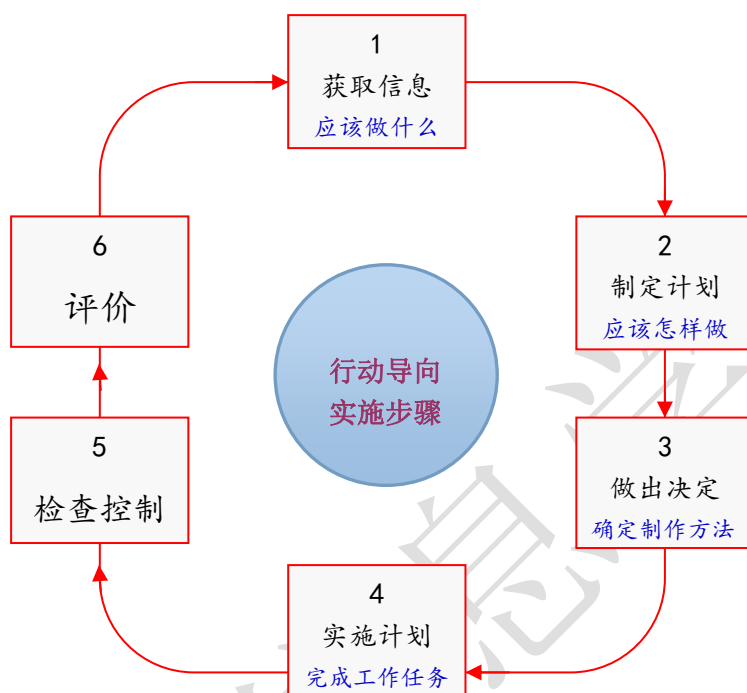 1
获取信息
应该做什么
2
制定计划
应该怎样做
3
做出决定
确定制作方法
4
实施计划
完成工作任务
5
检查控制
6
评价
行动导向
实施步骤
息